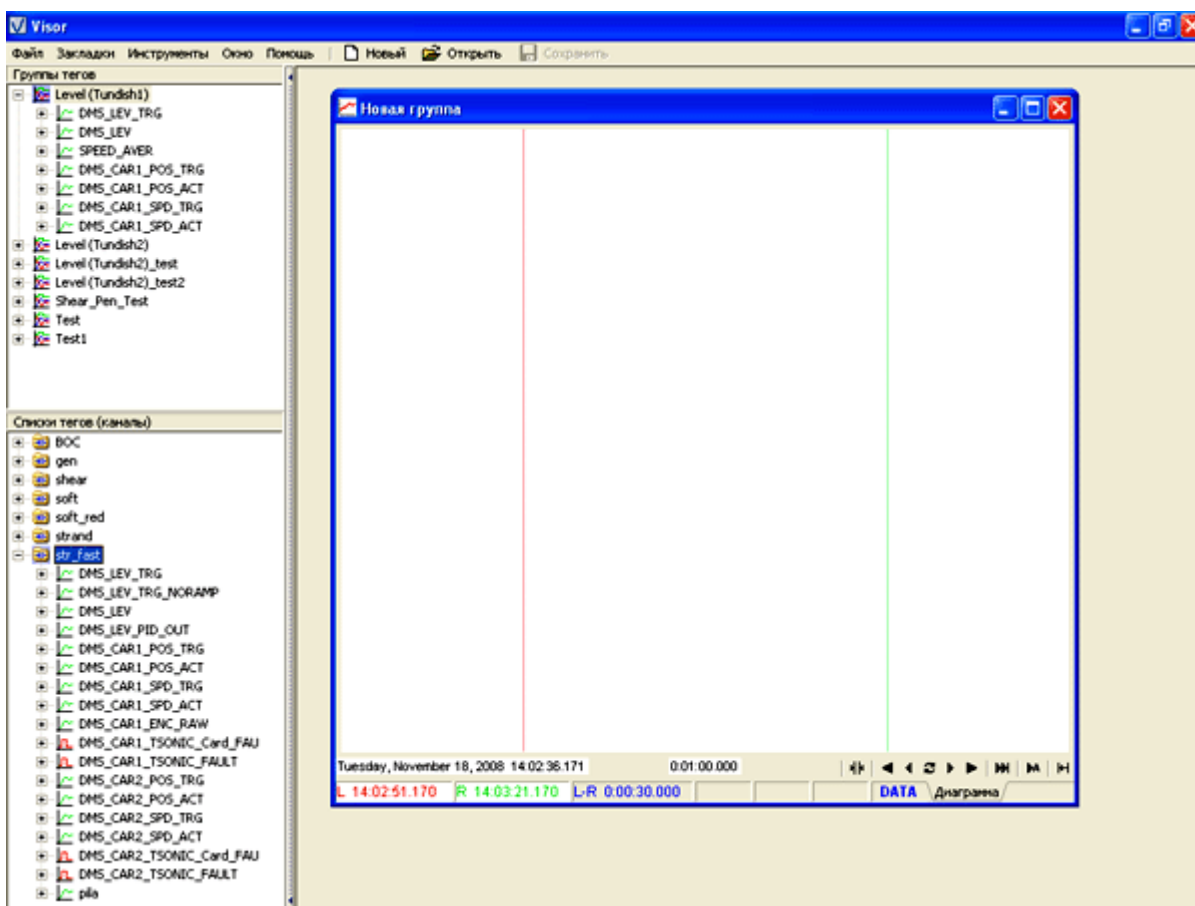 Visor
Файл Закладки Инструменты Окно Помощь Новый Открыть Сохранить
Группы тегов
Level (Tundish1)
DMS_LEV_TRG
DMS_LEV
SPEED_AVER
DMS_CAR1_POS_TRG
DMS_CAR1_POS_ACT
DMS_CAR1_SPD_TRG
DMS_CAR1_SPD_ACT
Level (Tundish2)
Level (Tundish2)_test
Level (Tundish2)_test2
Shear_Pen_Test
Test
Test1
Списки тегов (каналы)
BOC
gen
shear
soft
soft_red
strand
str_fast
DMS_LEV_TRG
DMS_LEV_TRG_NORAMP
DMS_LEV
DMS_LEV_PID_OUT
DMS_CAR1_POS_TRG
DMS_CAR1_POS_ACT
DMS_CAR1_SPD_TRG
DMS_CAR1_SPD_ACT
DMS_CAR1_ENC_RAW
DMS_CAR1_TSONIC_Card_FAU
DMS_CAR1_TSONIC_FAULT
DMS_CAR2_POS_TRG
DMS_CAR2_POS_ACT
DMS_CAR2_SPD_TRG
DMS_CAR2_SPD_ACT
DMS_CAR2_TSONIC_Card_FAU
DMS_CAR2_TSONIC_FAULT
pila
Новая группа
Tuesday, November 18, 2008 14:02:36.171 0:01:00.000
L 14:02:51.170 R 14:03:21.170 L-R 0:00:30.000 DATA Диаграмма